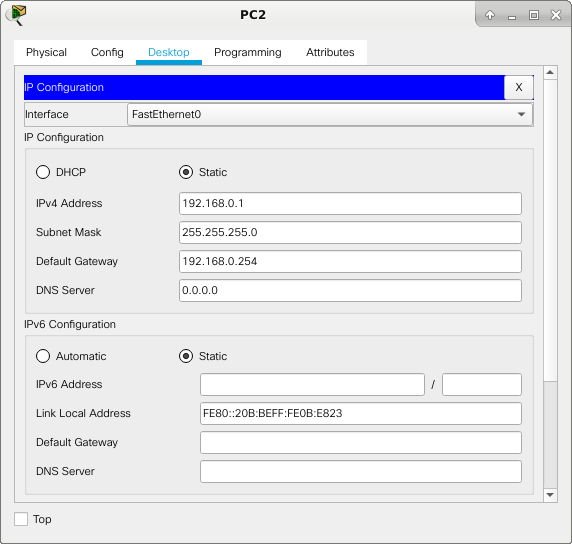 PC2
Physical Config Desktop Programming Attributes
IP Configuration X
Interface FastEthernet0
IP Configuration
DHCP Static
IPv4 Address 192.168.0.1
Subnet Mask 255.255.255.0
Default Gateway 192.168.0.254
DNS Server 0.0.0.0
IPv6 Configuration
Automatic Static
IPv6 Address /
Link Local Address FE80::20B:BEFF:FE0B:E823
Default Gateway
DNS Server
Top